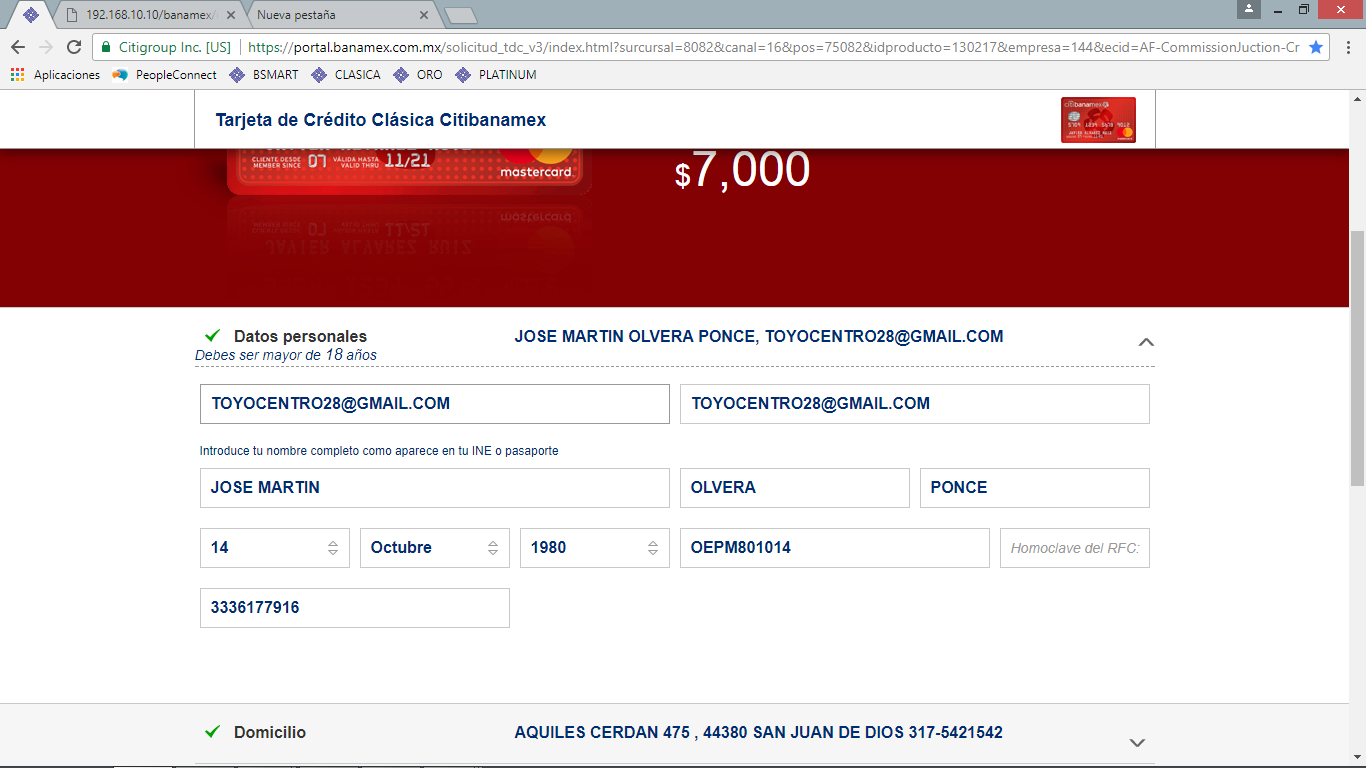 192.168.10.10/banamex/
Nueva pestaña
Citigroup Inc. [US]
https://portal.banamex.com.mx/solicitud_tdc_v3/index.html?surcursal=8082&canal=16&pos=75082&idproducto=130217&empresa=144&ecid=AF-CommissionJuction-Cr
Aplicaciones PeopleConnect BSMART CLASICA ORO PLATINUM
Tarjeta de Crédito Clásica Citibanamex
citibanamex
CLIENTE DESDE MEMBER SINCE 07 VÁLIDA HASTA VALID THRU 11/21
mastercard
$7,000
Datos personales
JOSE MARTIN OLVERA PONCE, TOYOCENTRO28@GMAIL.COM
Debes ser mayor de 18 años
TOYOCENTRO28@GMAIL.COM TOYOCENTRO28@GMAIL.COM
Introduce tu nombre completo como aparece en tu INE o pasaporte
JOSE MARTIN OLVERA PONCE
14 Octubre 1980 OEPM801014 Homoclave del RFC:
3336177916
Domicilio
AQUILES CERDAN 475 , 44380 SAN JUAN DE DIOS 317-5421542